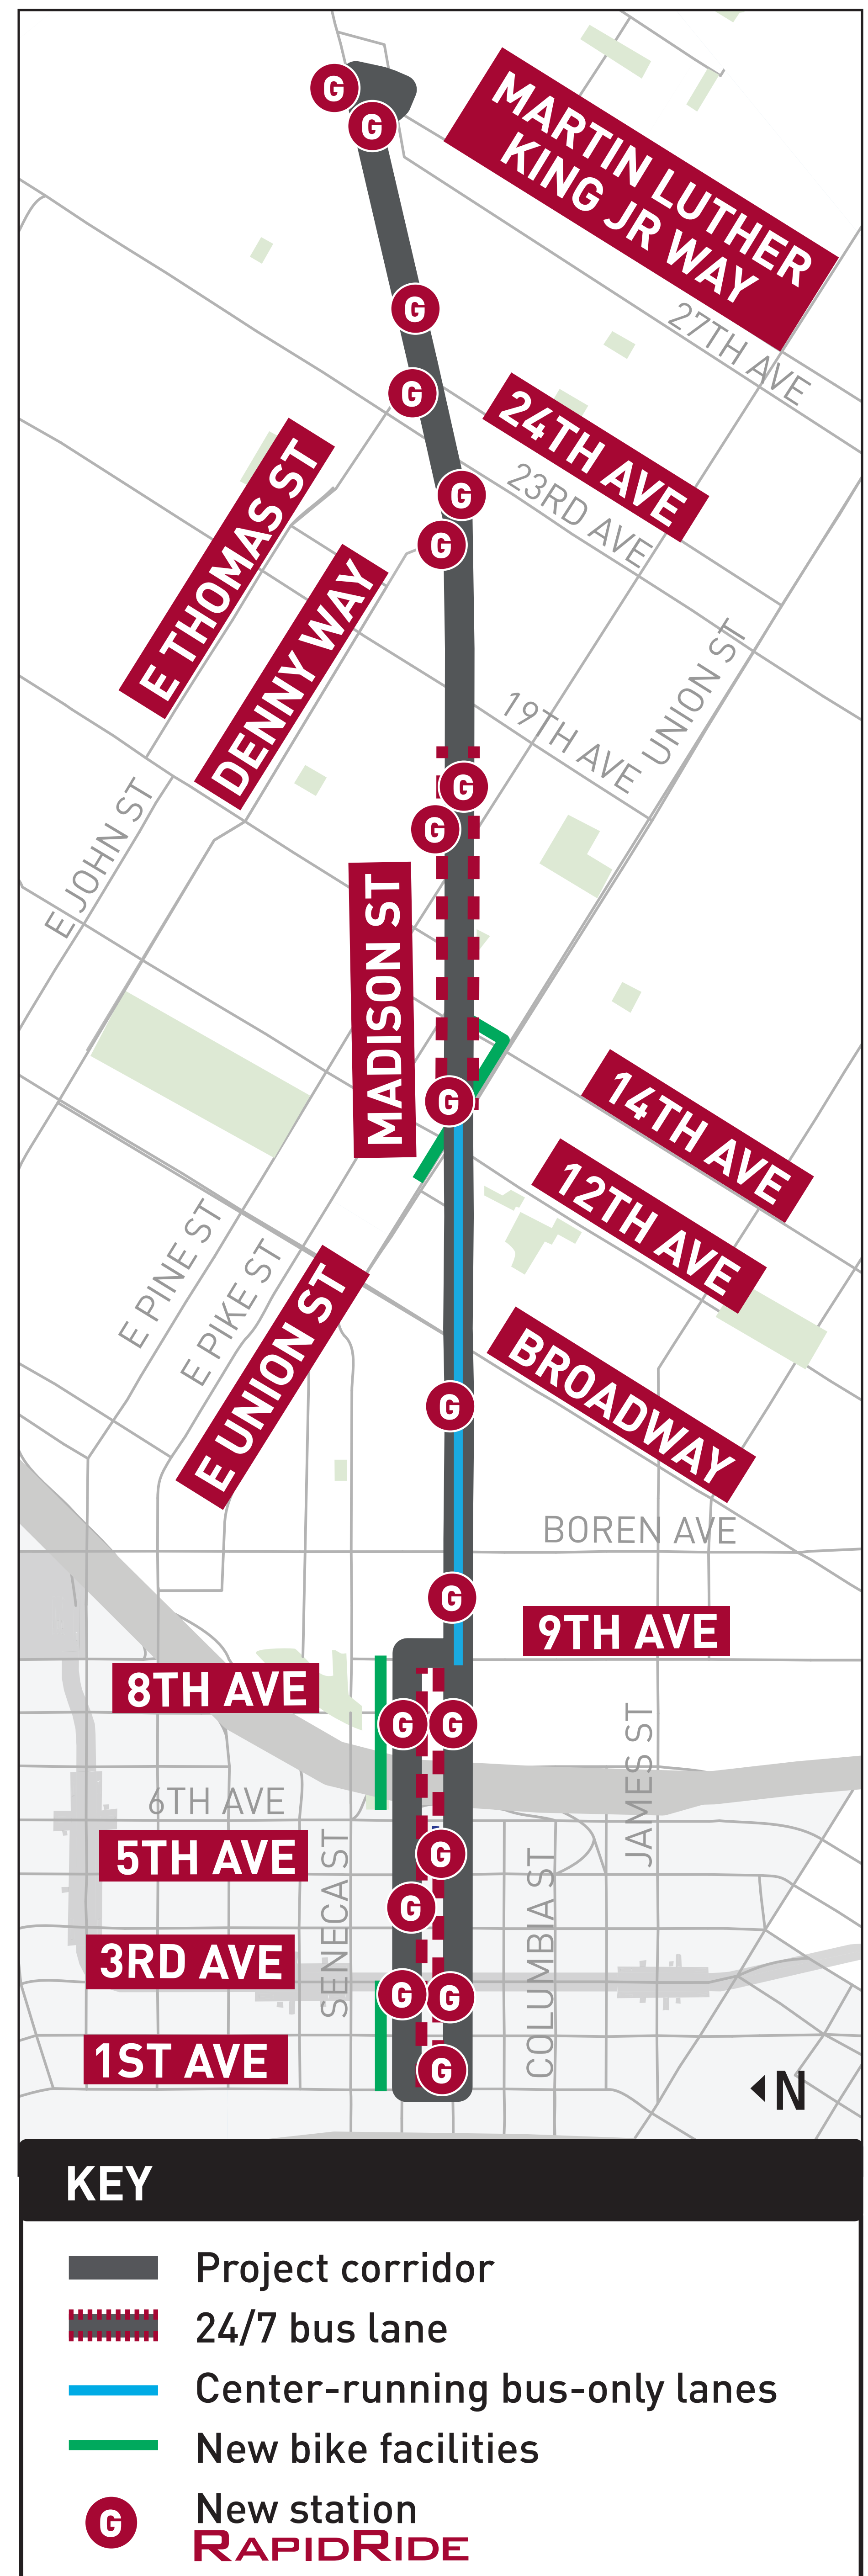 G
G
MARTIN LUTHER
KING JR WAY
27TH AVE
G
G
24TH AVE
23RD AVE
G
G
E THOMAS ST
DENNY WAY
UNION ST
19TH AVE
G
G
E JOHN ST
MADISON ST
G
14TH AVE
12TH AVE
E PINE ST
E PIKE ST
E UNION ST
BROADWAY
G
BOREN AVE
G
9TH AVE
8TH AVE
G
G
JAMES ST
6TH AVE
5TH AVE
G
SENECA ST
COLUMBIA ST
G
3RD AVE
G
G
1ST AVE
G
N
KEY
Project corridor
24/7 bus lane
Center-running bus-only lanes
New bike facilities
G
New station
RAPIDRIDE